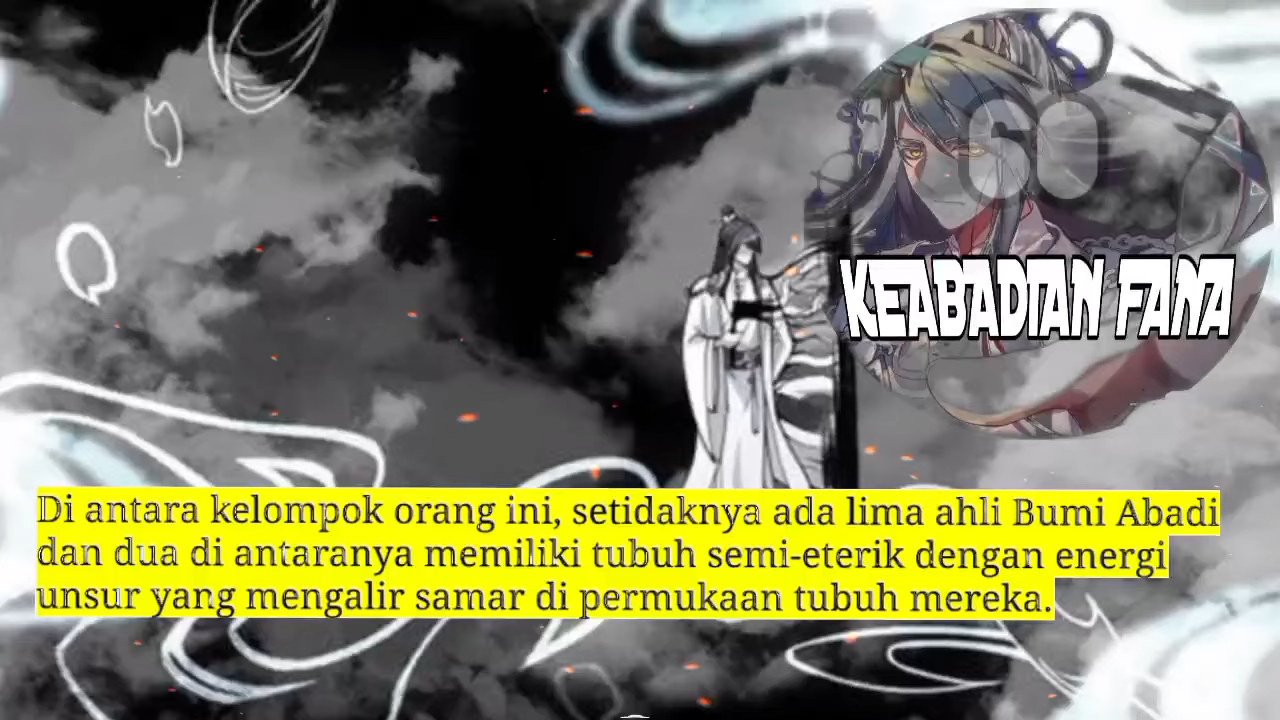 KEABADIAN FANA
Di antara kelompok orang ini, setidaknya ada lima ahli Bumi Abadi
dan dua di antaranya memiliki tubuh semi-eterik dengan energi
unsur yang mengalir samar di permukaan tubuh mereka.